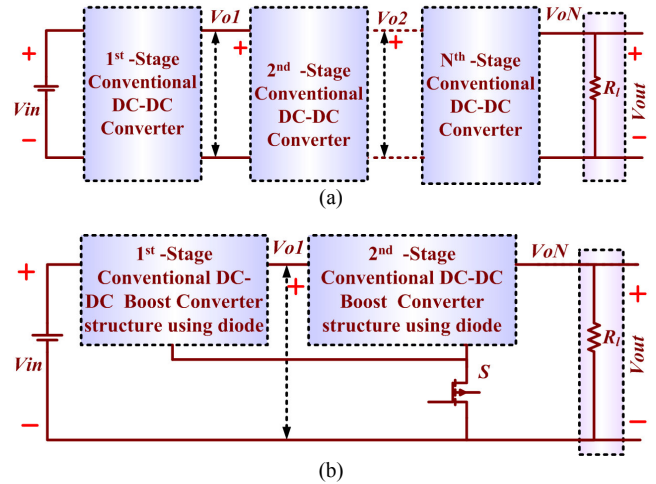 Vo1
Vo2
VoN
+
+
+
+
1st -Stage
Conventional
DC-DC
Converter
2nd -Stage
Conventional
DC-DC
Converter
Nth -Stage
Conventional
DC-DC
Converter
Vin
Rl
Vout
−
−
(a)
Vo1
VoN
+
+
+
1st -Stage
Conventional DC-
DC Boost Converter
structure using diode
2nd -Stage
Conventional DC-DC
Boost Converter
structure using diode
Vin
Rl
Vout
S
−
−
(b)